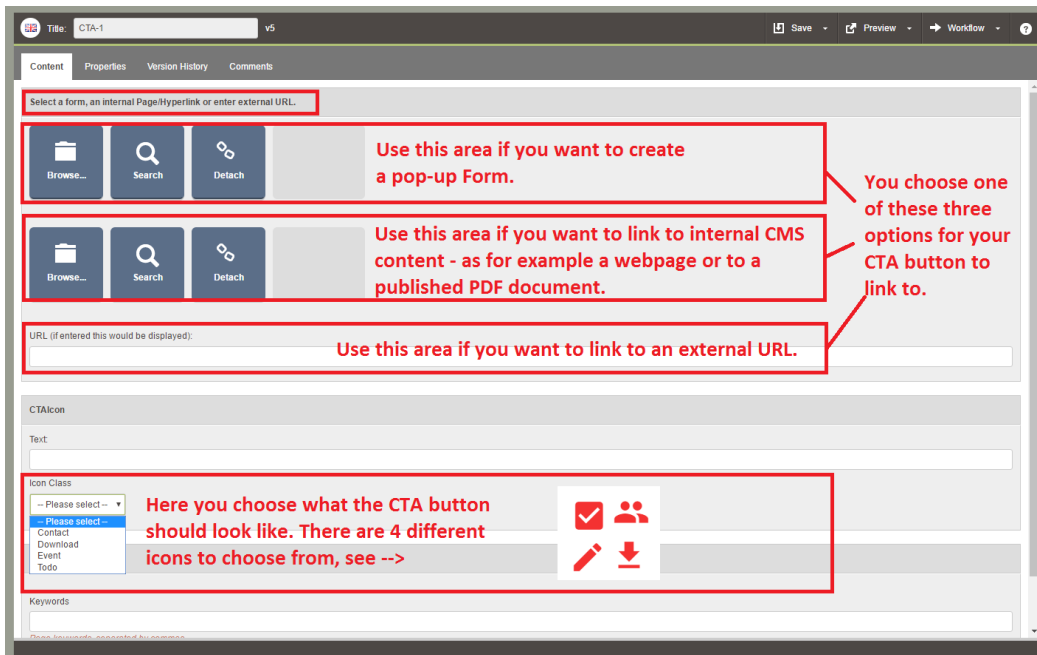 Title: CTA-1 v5 Save Preview Workflow ?
Content Properties Version History Comments
Select a form, an internal Page/Hyperlink or enter external URL.
Browse... Search Detach
Use this area if you want to create
a pop-up Form.
You choose one
of these three
options for your
CTA button to
link to.
Browse... Search Detach
Use this area if you want to link to internal CMS
content - as for example a webpage or to a
published PDF document.
URL (if entered this would be displayed):
Use this area if you want to link to an external URL.
CTAIcon
Text:
Icon Class
-- Please select --
-- Please select --
Contact
Download
Event
Todo
Here you choose what the CTA button
should look like. There are 4 different
icons to choose from, see -->
Keywords
Page keywords, separated by commas